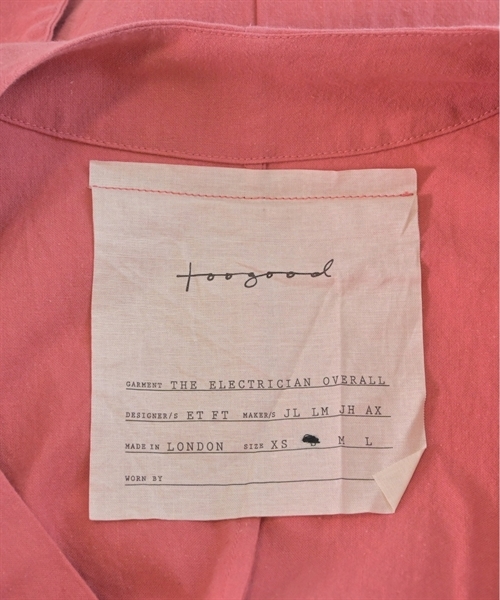 toogood
GARMENT THE ELECTRICIAN OVERALL
DESIGNER/S ET FT MAKER/S JL LM JH AX
MADE IN LONDON SIZE XS M L
WORN BY